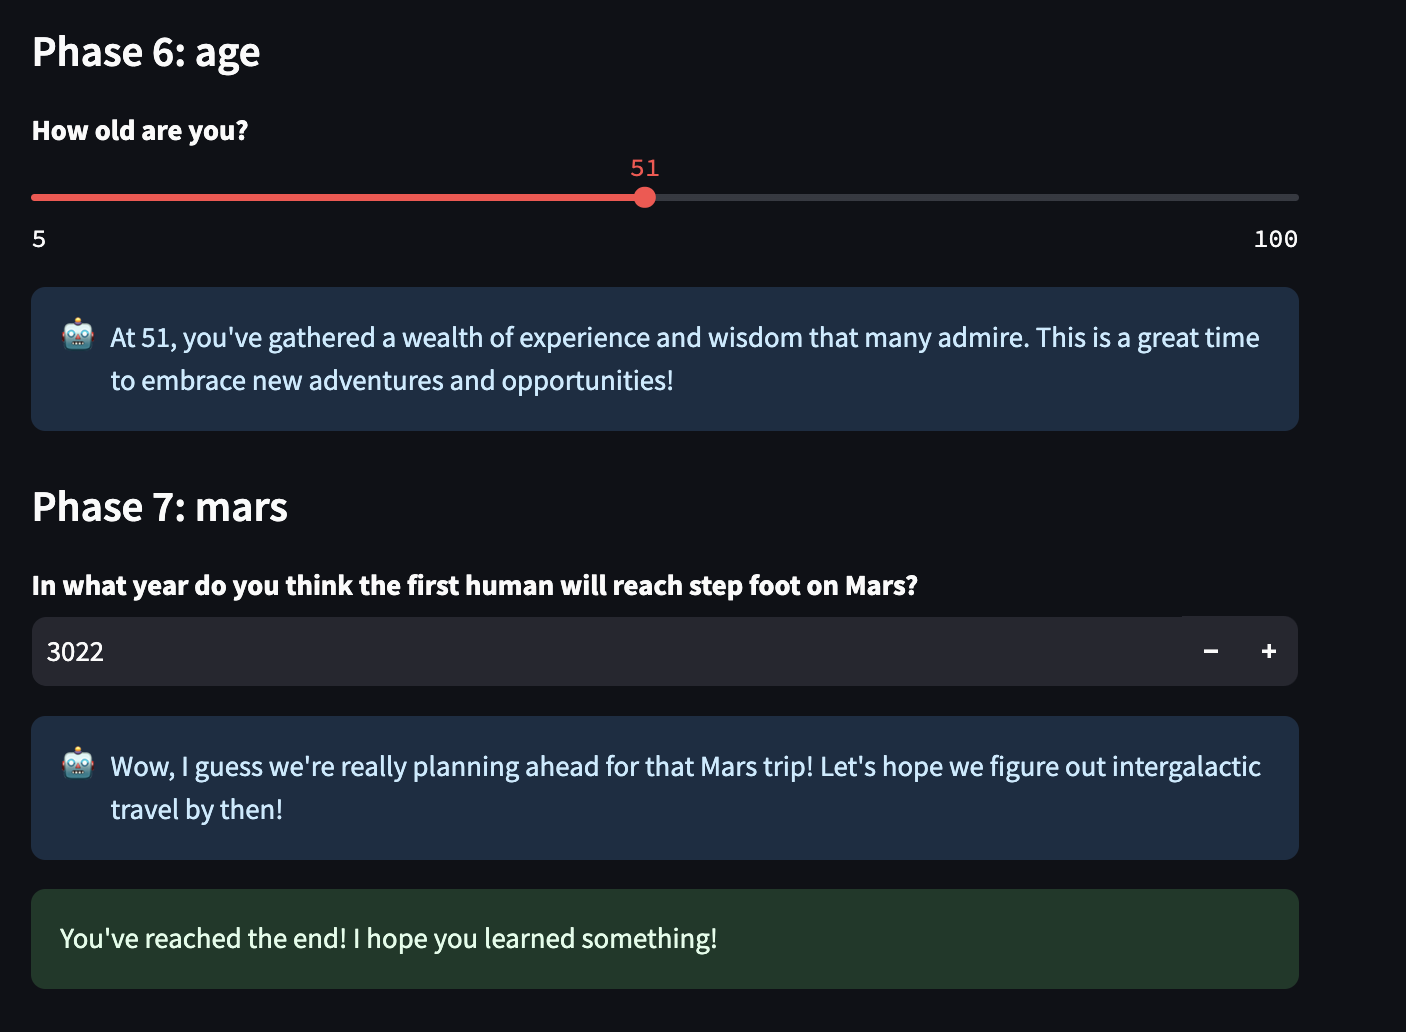 Phase 6: age
How old are you?
51
5
100
At 51, you've gathered a wealth of experience and wisdom that many admire. This is a great time
to embrace new adventures and opportunities!
Phase 7: mars
In what year do you think the first human will reach step foot on Mars?
3022
− +
Wow, I guess we're really planning ahead for that Mars trip! Let's hope we figure out intergalactic
travel by then!
You've reached the end! I hope you learned something!